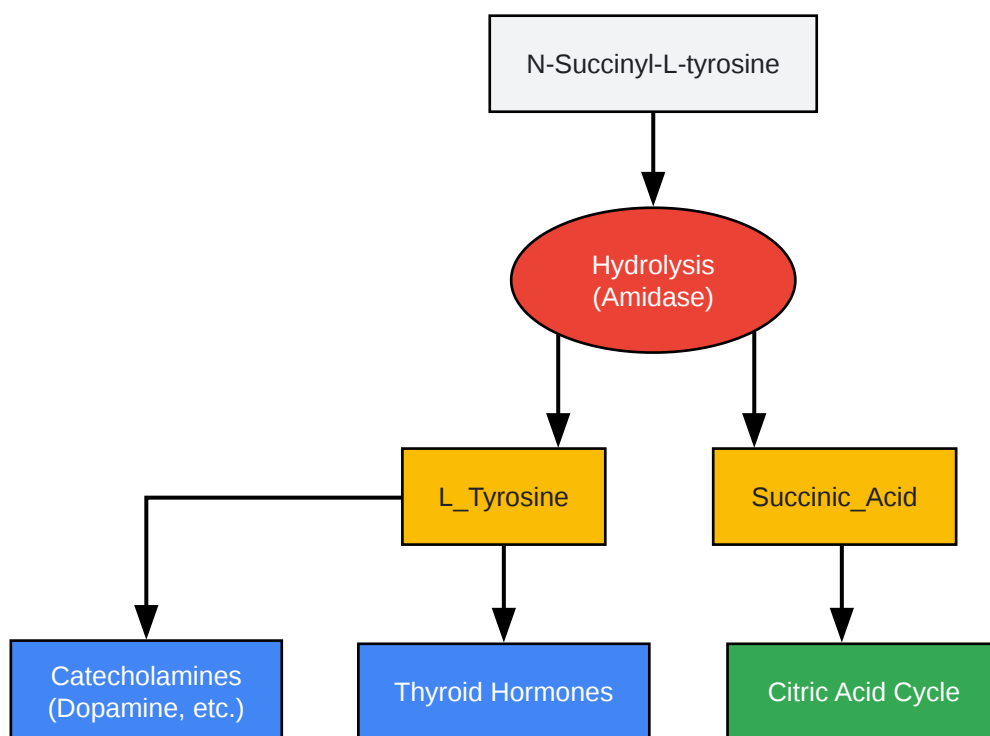 N-Succinyl-L-tyrosine
Hydrolysis
(Amidase)
L_Tyrosine
Succinic_Acid
Catecholamines
(Dopamine, etc.)
Thyroid Hormones
Citric Acid Cycle